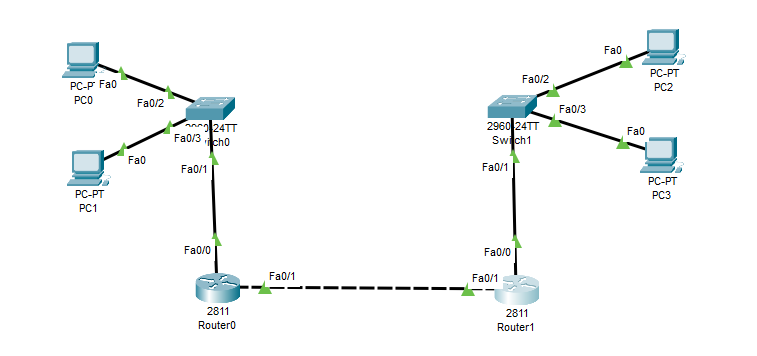 Fa0
PC-PT
PC0
Fa0/2
Fa0/3
2960-24TT
Switch0
Fa0
PC-PT
PC1
Fa0/1
Fa0/0
2811
Router0
Fa0/1
Fa0
PC-PT
PC2
Fa0/2
Fa0/3
2960-24TT
Switch1
Fa0
PC-PT
PC3
Fa0/1
Fa0/0
Fa0/1
2811
Router1